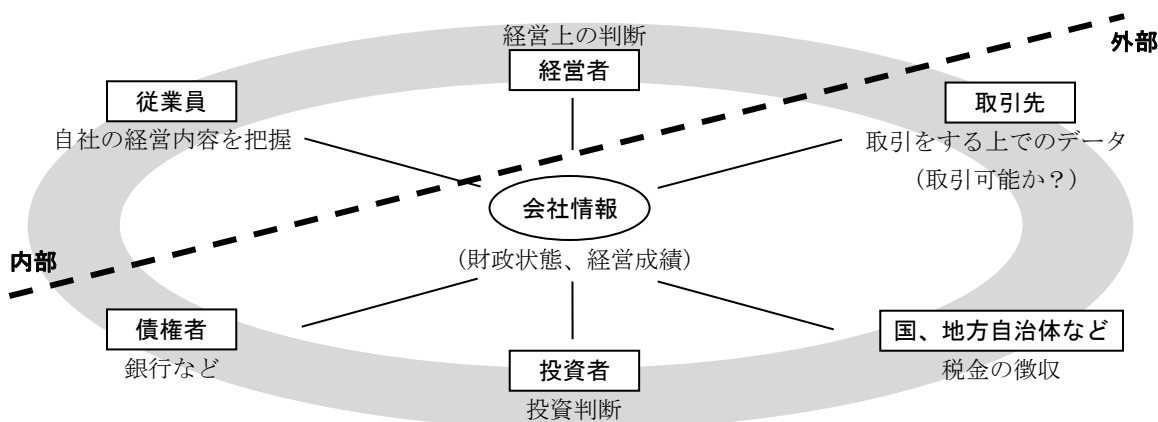 経営上の判断
経営者
外部
従業員
自社の経営内容を把握
取引先
取引をする上でのデータ
（取引可能か？）
会社情報
（財政状態、経営成績）
内部
債権者
銀行など
投資者
投資判断
国、地方自治体など
税金の徴収